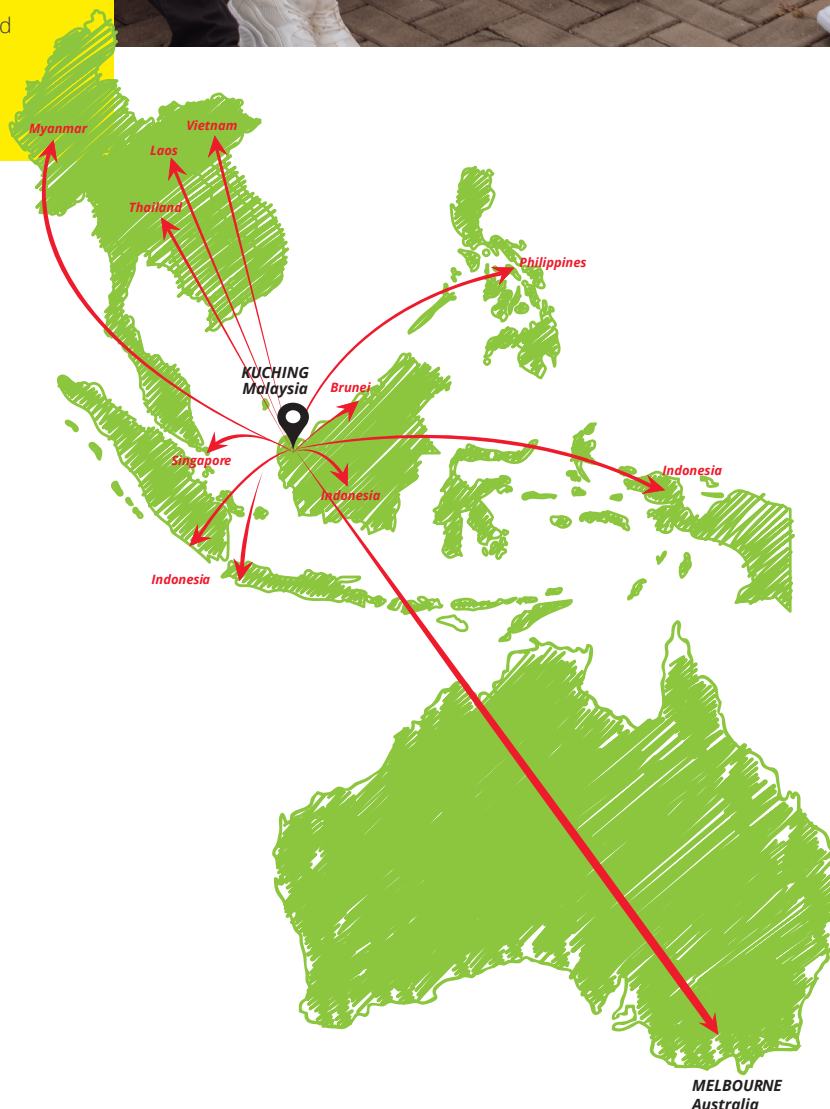 d
Myanmar
Vietnam
Laos
Thailand
Philippines
KUCHING
Malaysia
Brunei
Singapore
Indonesia
Indonesia
Indonesia
MELBOURNE
Australia